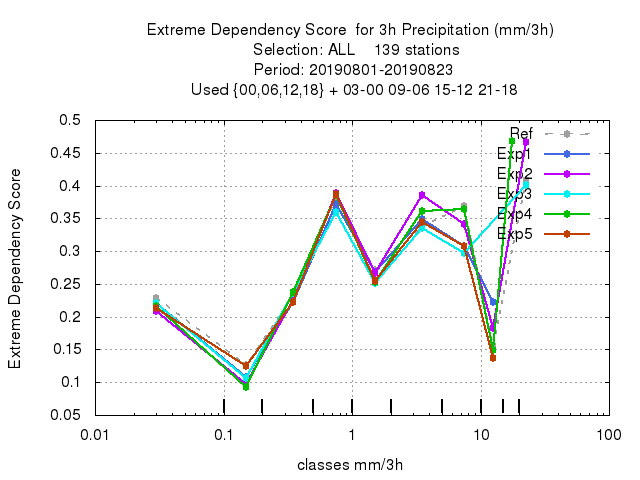 Extreme Dependency Score  for 3h Precipitation (mm/3h)
Selection: ALL    139 stations
Period: 20190801-20190823
Used {00,06,12,18} + 03-00 09-06 15-12 21-18
Extreme Dependency Score
0.5
0.45
0.4
0.35
0.3
0.25
0.2
0.15
0.1
0.05
Ref
Exp1
Exp2
Exp3
Exp4
Exp5
0.01 0.1 1 10 100
classes mm/3h